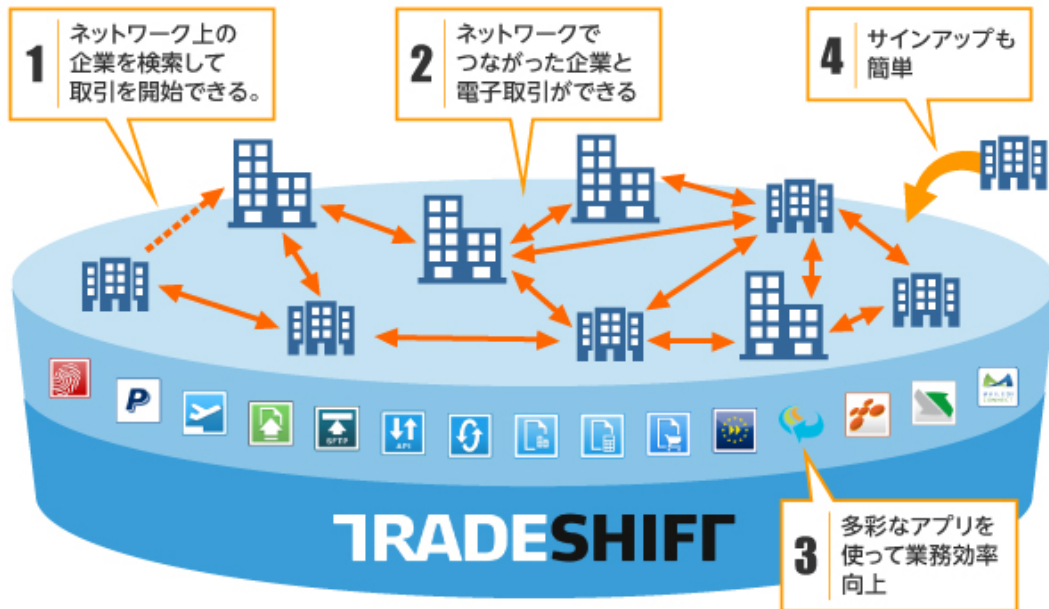 1
ネットワーク上の
企業を検索して
取引を開始できる。
2
ネットワークで
つながった企業と
電子取引ができる
4
サインアップも
簡単
P
SFTP
API
TRADESHIFT
3
多彩なアプリを
使って業務効率
向上